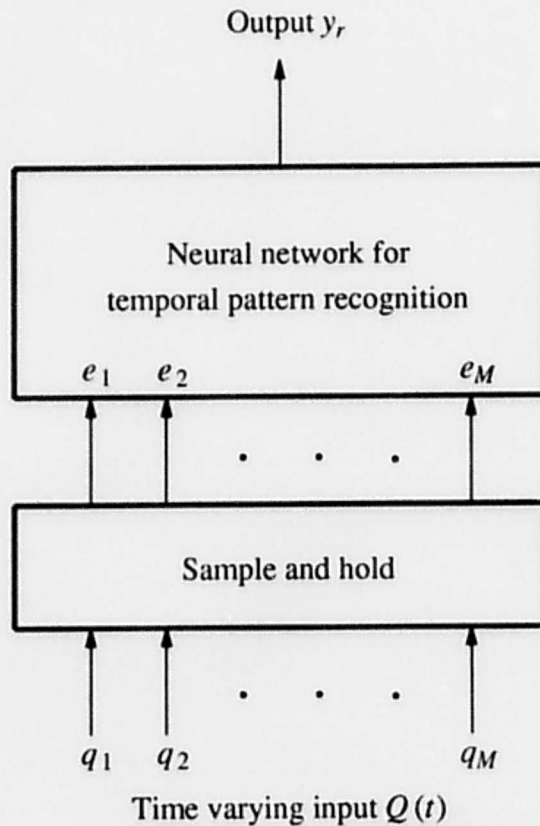 Output y_r
Neural network for
temporal pattern recognition
e_1 e_2 e_M
. . .
Sample and hold
. . .
q_1 q_2 q_M
Time varying input Q(t)